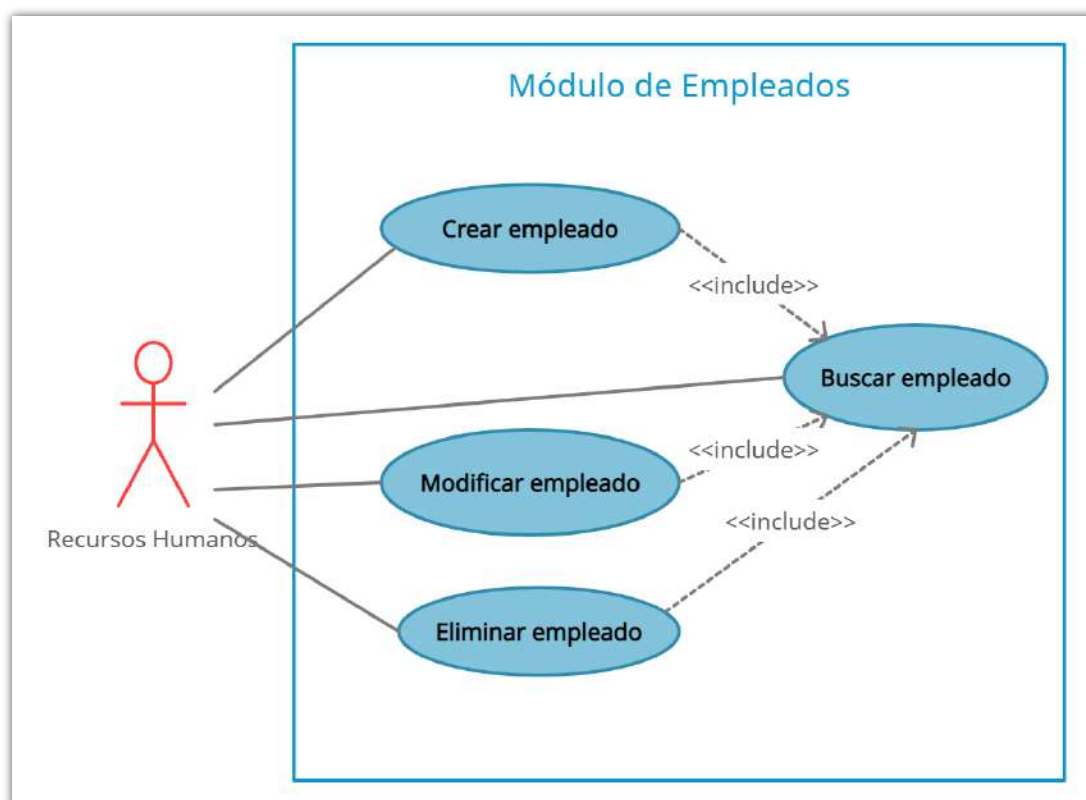 Módulo de Empleados
Crear empleado
<<include>>
Buscar empleado
<<include>>
Modificar empleado
<<include>>
Recursos Humanos
Eliminar empleado